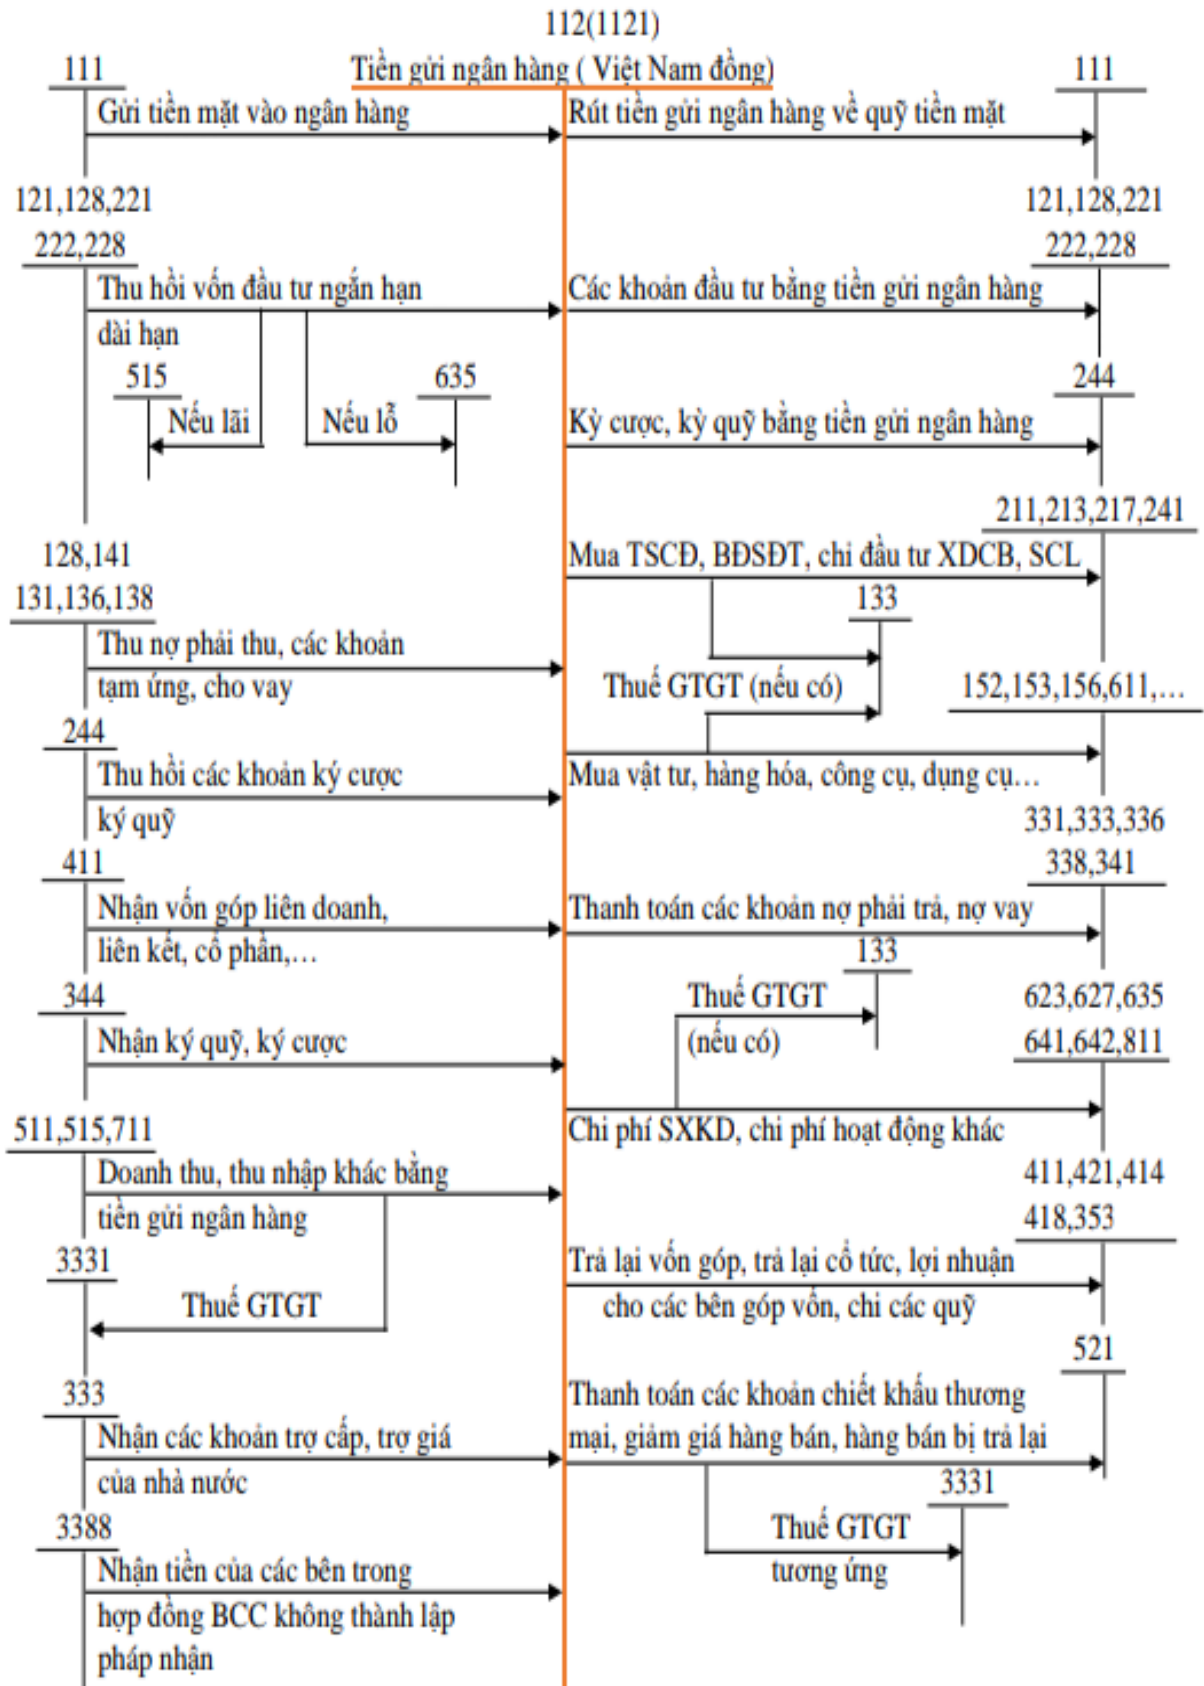 112(1121)
111
Tiền gửi ngân hàng ( Việt Nam đồng)
111
Gửi tiền mặt vào ngân hàng
Rút tiền gửi ngân hàng về quỹ tiền mặt
121,128,221
222,228
121,128,221
222,228
Thu hồi vốn đầu tư ngắn hạn
dài hạn
Các khoản đầu tư bằng tiền gửi ngân hàng
515
635
244
Nếu lãi
Nếu lỗ
Kỳ cược, kỳ quỹ bằng tiền gửi ngân hàng
211,213,217,241
128,141
131,136,138
Mua TSCĐ, BĐSĐT, chi đầu tư XDCB, SCL
133
Thu nợ phải thu, các khoản
tạm ứng, cho vay
Thuế GTGT (nếu có)
152,153,156,611,...
244
Thu hồi các khoản ký cược
ký quỹ
Mua vật tư, hàng hóa, công cụ, dụng cụ...
331,333,336
338,341
411
Nhận vốn góp liên doanh,
liên kết, cổ phần,...
Thanh toán các khoản nợ phải trả, nợ vay
133
344
Thuế GTGT
(nếu có)
623,627,635
641,642,811
Nhận ký quỹ, ký cược
511,515,711
Chi phí SXKD, chi phí hoạt động khác
Doanh thu, thu nhập khác bằng
tiền gửi ngân hàng
411,421,414
418,353
3331
Trả lại vốn góp, trả lại cổ tức, lợi nhuận
cho các bên góp vốn, chi các quỹ
Thuế GTGT
521
333
Thanh toán các khoản chiết khấu thương
mại, giảm giá hàng bán, hàng bán bị trả lại
Nhận các khoản trợ cấp, trợ giá
của nhà nước
3331
3388
Thuế GTGT
tương ứng
Nhận tiền của các bên trong
hợp đồng BCC không thành lập
pháp nhận